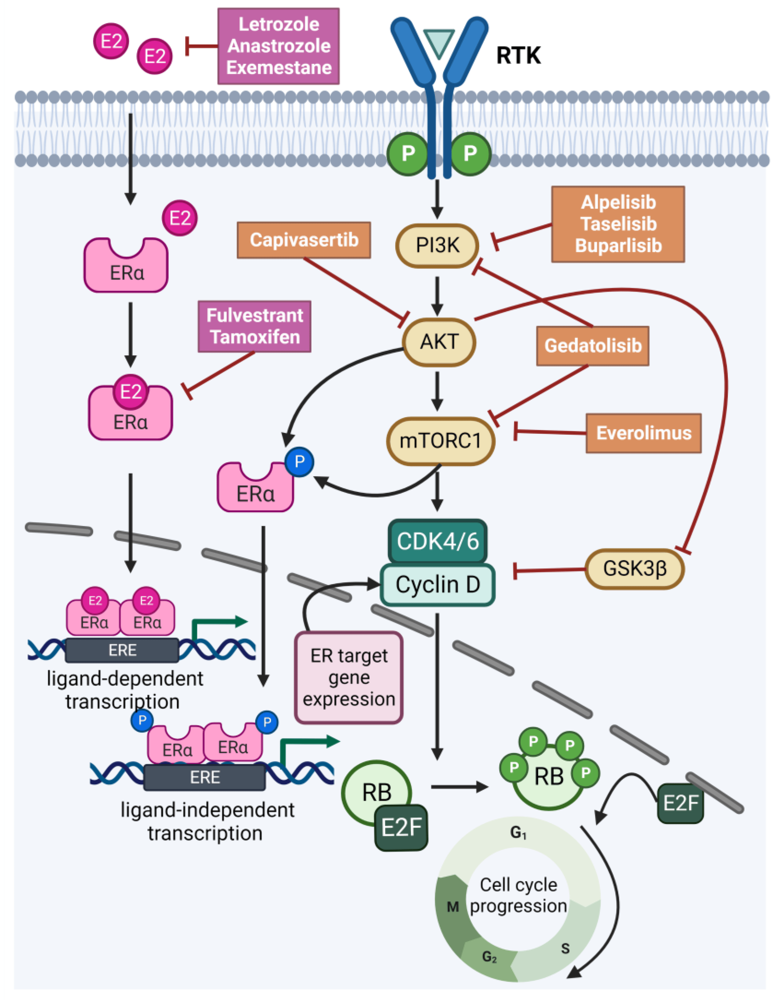 E2
E2
Letrozole
Anastrozole
Exemestane
RTK
P
P
E2
ERα
Capivasertib
PI3K
Alpelisib
Taselisib
Buparlisib
Fulvestrant
Tamoxifen
AKT
Gedatolisib
E2
ERα
mTORC1
Everolimus
P
ERα
CDK4/6
Cyclin D
GSK3β
E2
E2
ERα
ERα
ERE
ligand-dependent
transcription
ER target
gene
expression
P
P
ERα
ERα
ERE
ligand-independent
transcription
RB
E2F
P
P
P
P
RB
E2F
G₁
Cell cycle
progression
M
S
G₂